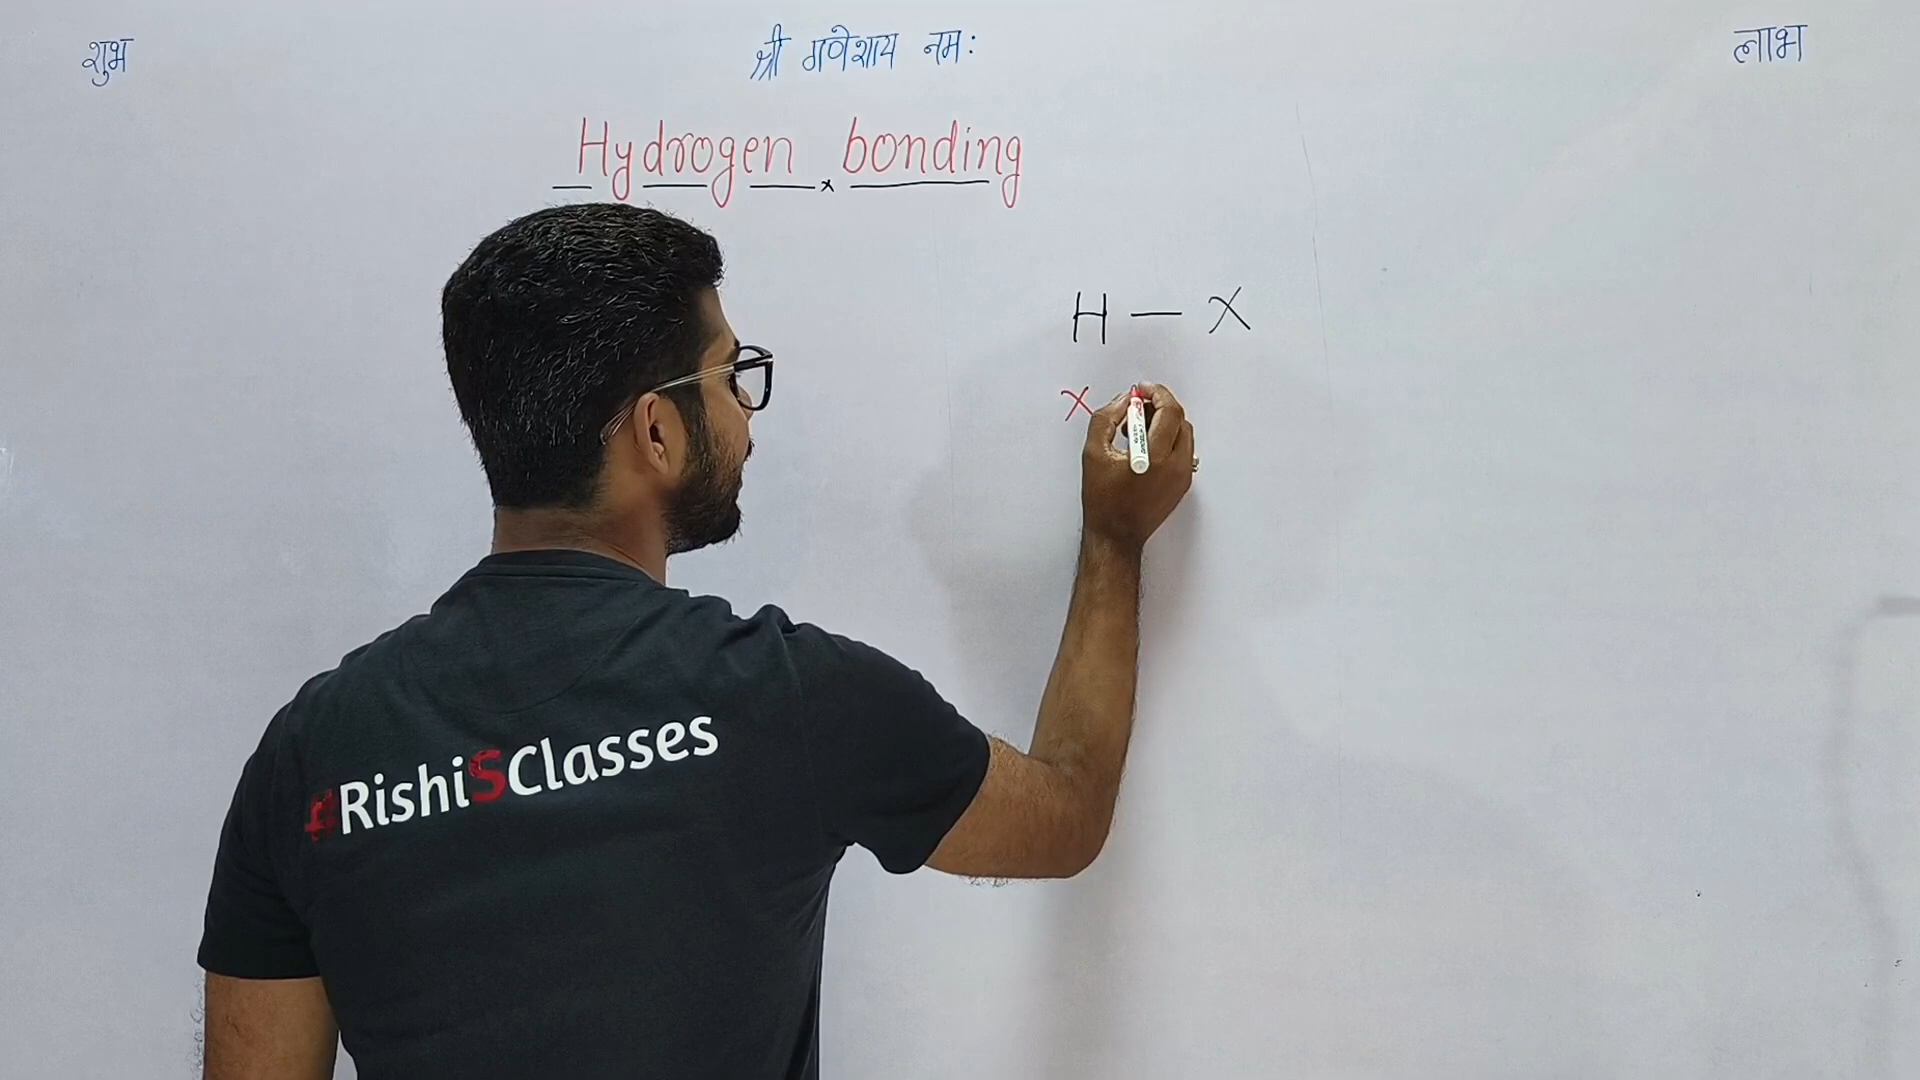 शुभ श्री गणेशाय नमः लाभ
Hydrogen bonding
H — X
X
#RishiSClasses